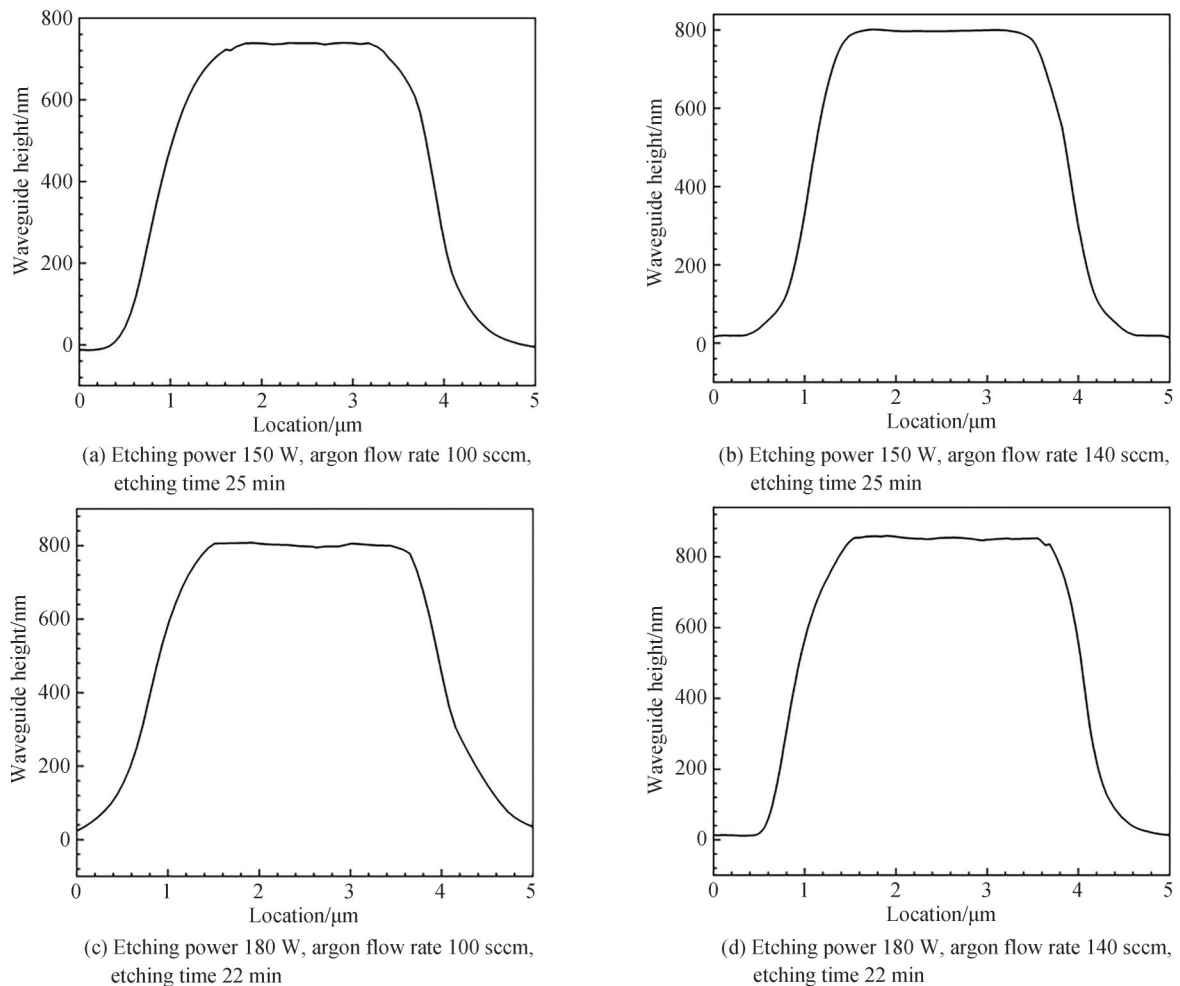 800
600
400
200
0
Waveguide height/nm
0 1 2 3 4 5
Location/μm
(a) Etching power 150 W, argon flow rate 100 sccm,
etching time 25 min
800
600
400
200
0
Waveguide height/nm
0 1 2 3 4 5
Location/μm
(b) Etching power 150 W, argon flow rate 140 sccm,
etching time 25 min
800
600
400
200
0
Waveguide height/nm
0 1 2 3 4 5
Location/μm
(c) Etching power 180 W, argon flow rate 100 sccm,
etching time 22 min
800
600
400
200
0
Waveguide height/nm
0 1 2 3 4 5
Location/μm
(d) Etching power 180 W, argon flow rate 140 sccm,
etching time 22 min